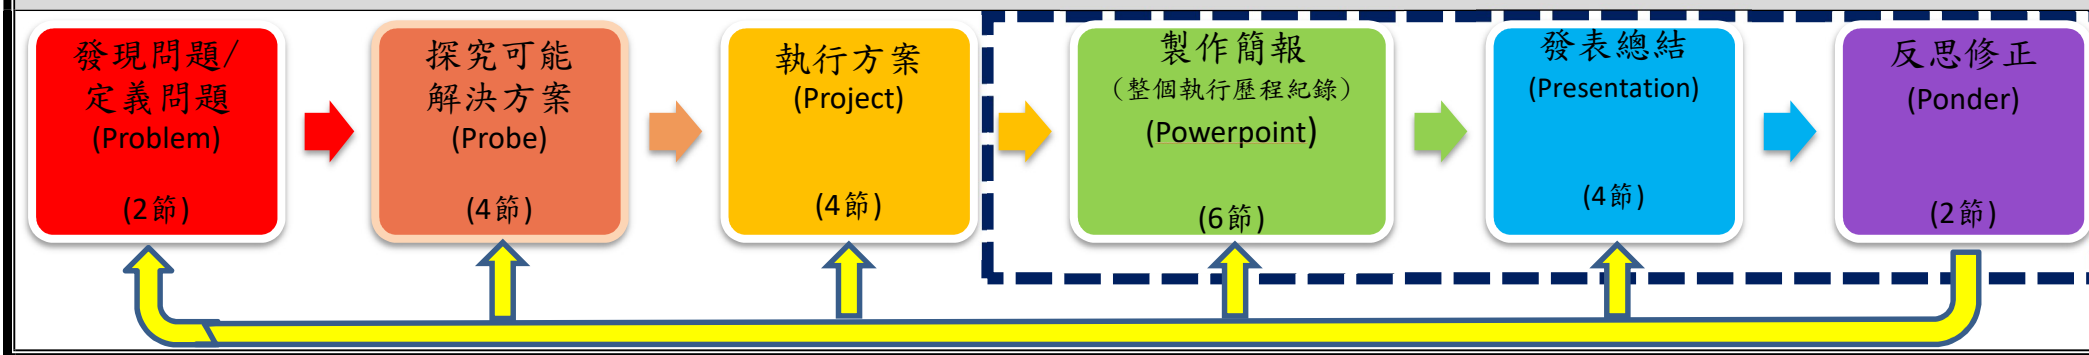 發現問題/
定義問題
(Problem)
(2節)
探究可能
解決方案
(Probe)
(4節)
執行方案
(Project)
(4節)
製作簡報
（整個執行歷程紀錄）
(Powerpoint)
(6節)
發表總結
(Presentation)
(4節)
反思修正
(Ponder)
(2節)